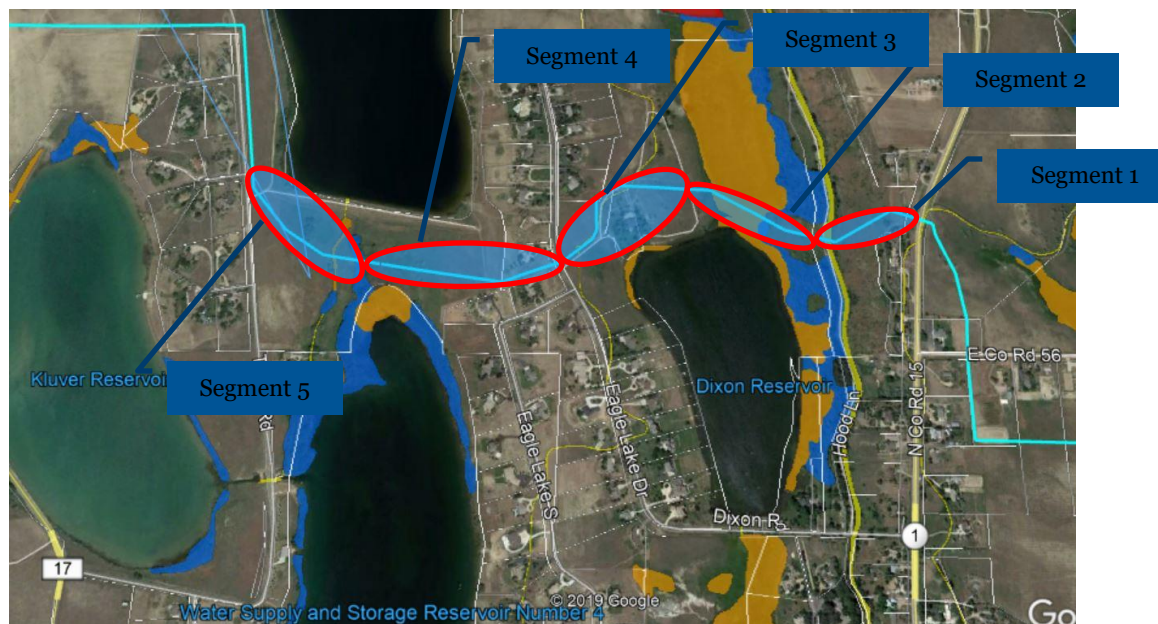 Segment 3
Segment 4
Segment 2
Segment 1
E Co Rd 56
Kluver Reservoi
Segment 5
Dixon Reservoir
Rd
Eagle Lake S
Eagle Lake Dr
Hood Ln
N Co Rd 15
Dixon Rd
1
17
© 2019 Google
Water Supply and Storage Reservoir Number 4
Go